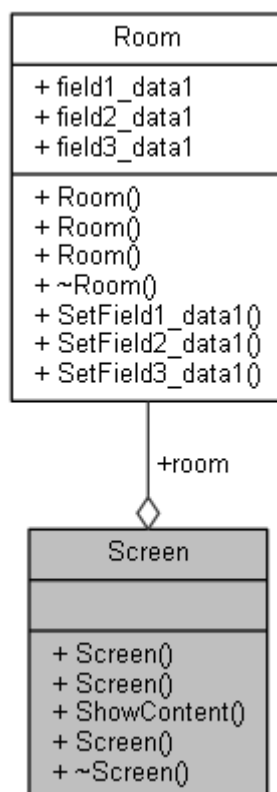 Room
+ field1_data1
+ field2_data1
+ field3_data1
+ Room()
+ Room()
+ Room()
+ ~Room()
+ SetField1_data1()
+ SetField2_data1()
+ SetField3_data1()
+room
Screen
+ Screen()
+ Screen()
+ ShowContent()
+ Screen()
+ ~Screen()